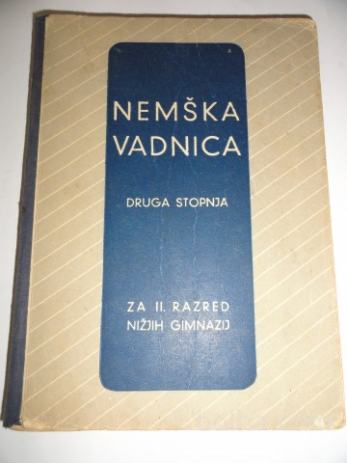 NEMŠKA
VADNICA
DRUGA STOPNJA
ZA II. RAZRED
NIŽJIH GIMNAZIJ